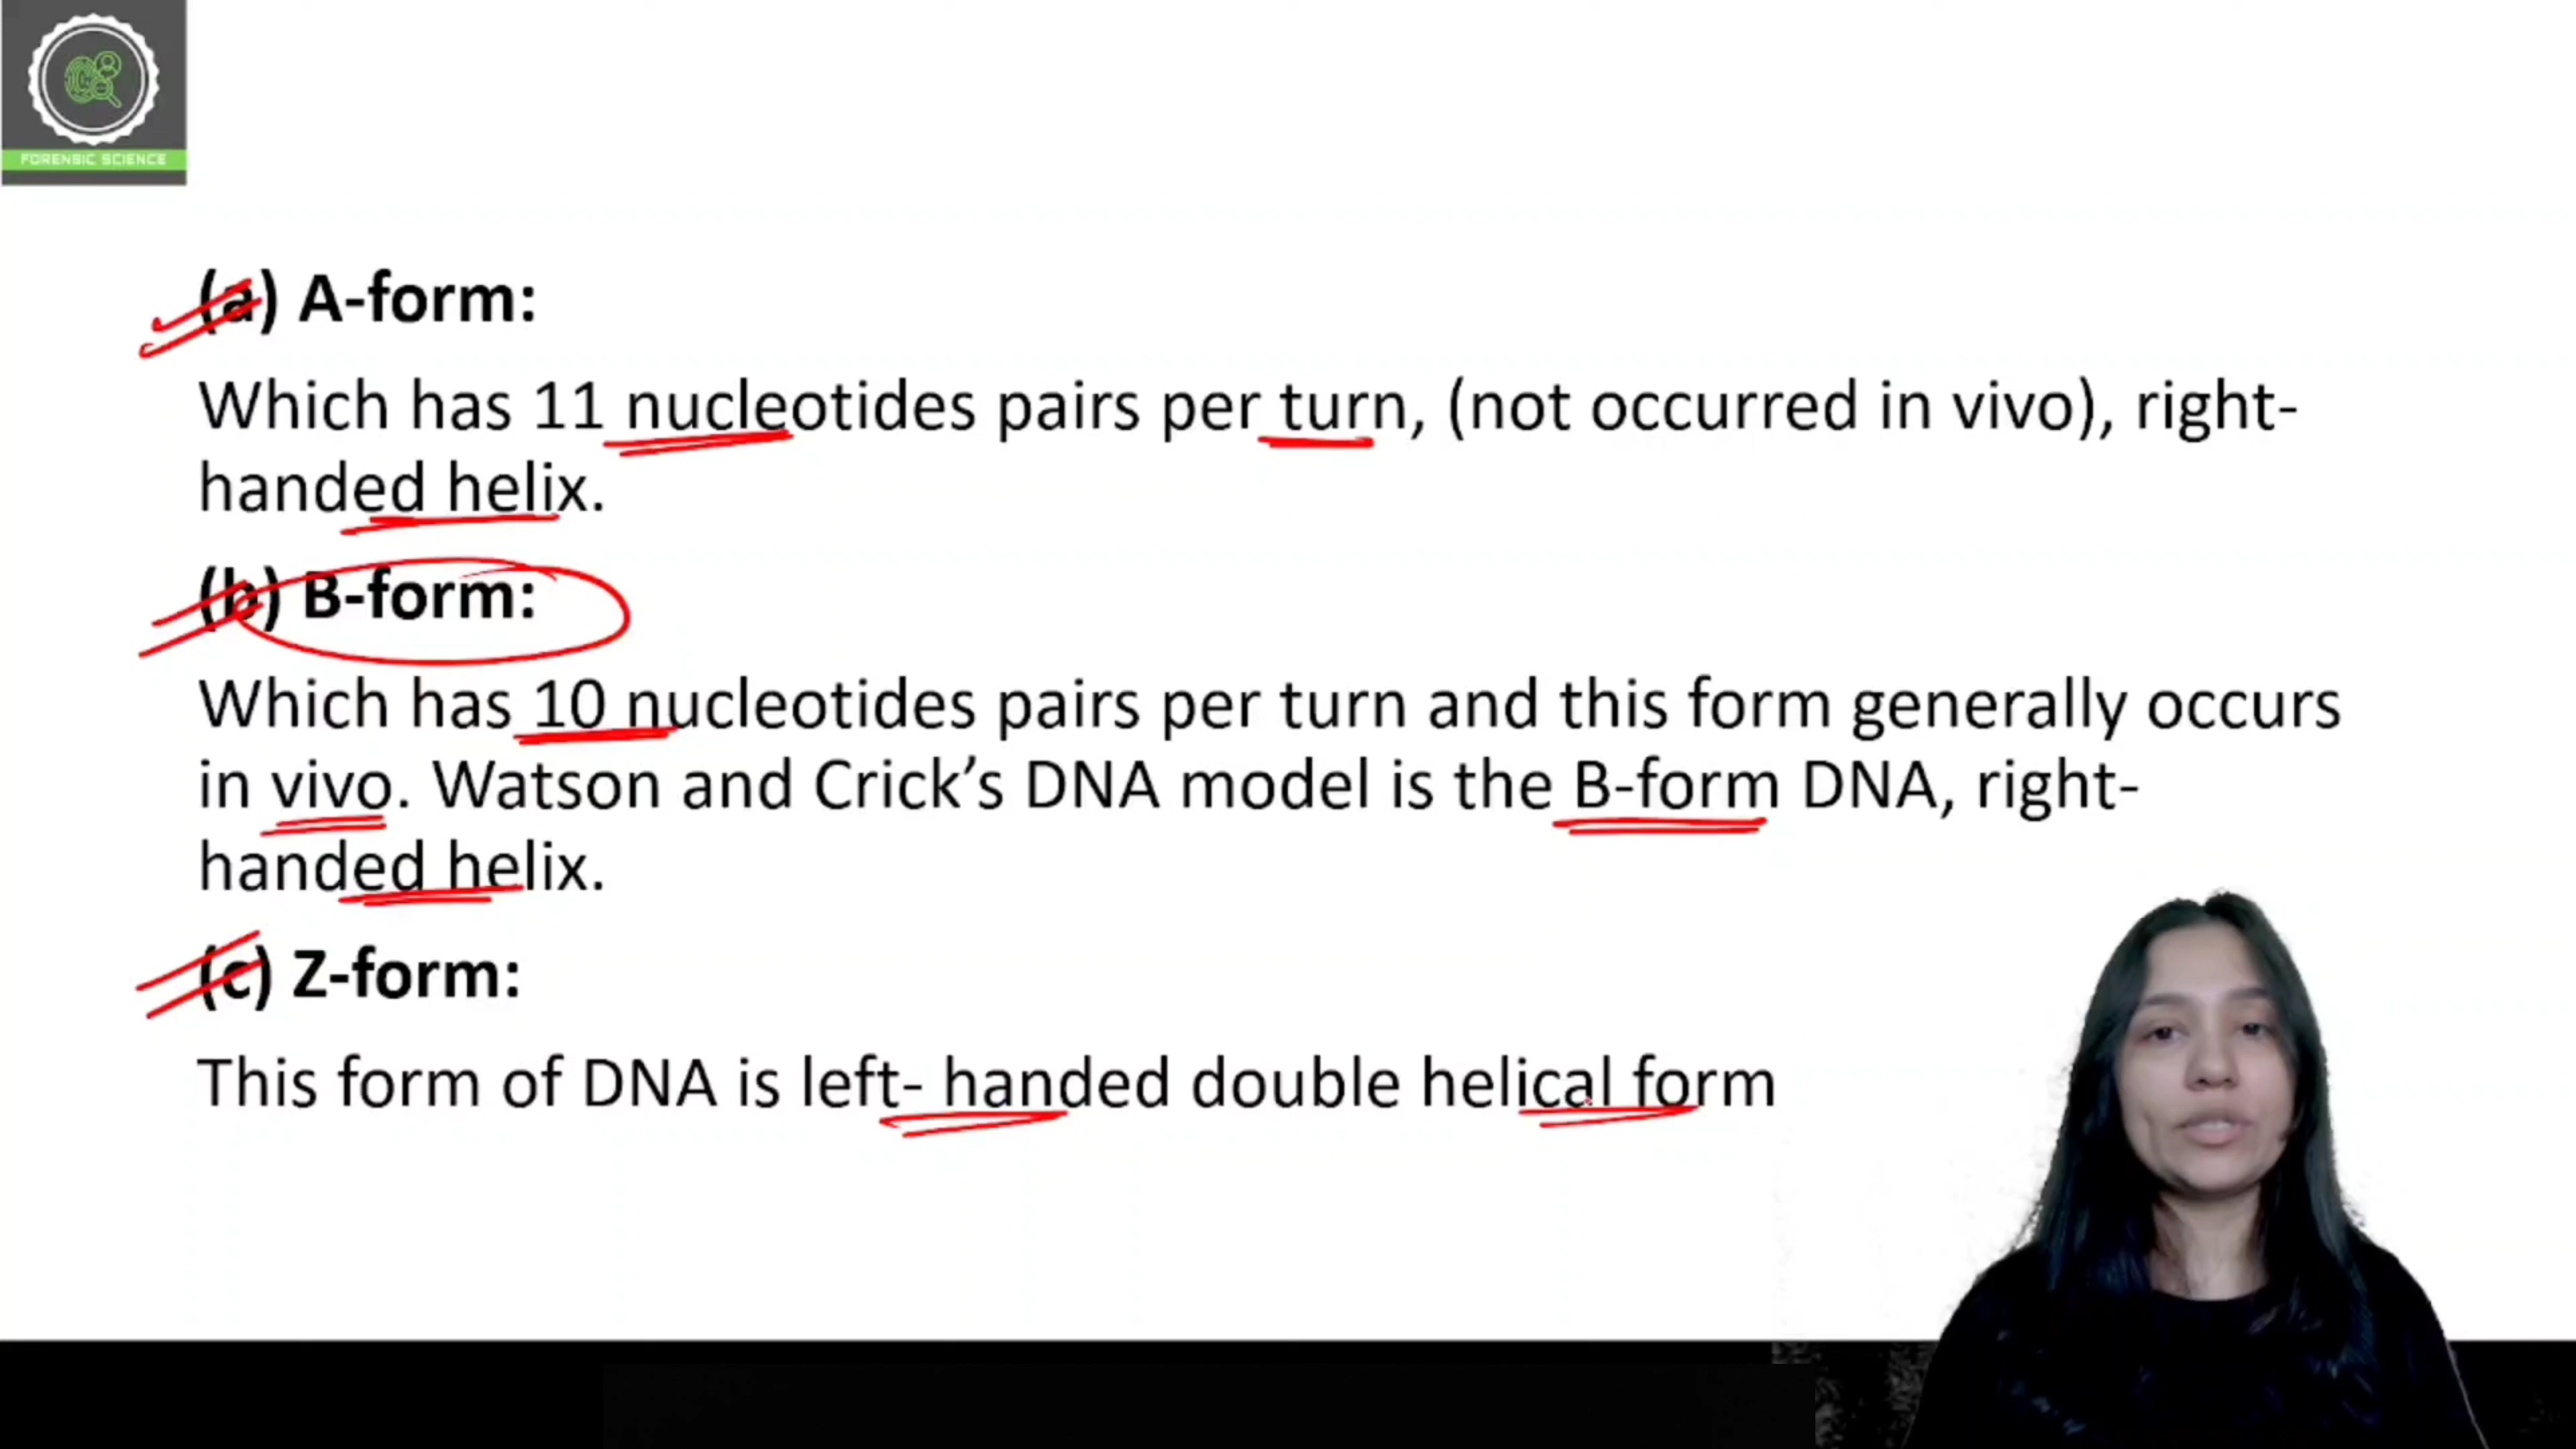 FORENSIC SCIENCE
(a) A-form:
Which has 11 nucleotides pairs per turn, (not occurred in vivo), right-
handed helix.
(b) B-form:
Which has 10 nucleotides pairs per turn and this form generally occurs
in vivo. Watson and Crick’s DNA model is the B-form DNA, right-
handed helix.
(c) Z-form:
This form of DNA is left- handed double helical form